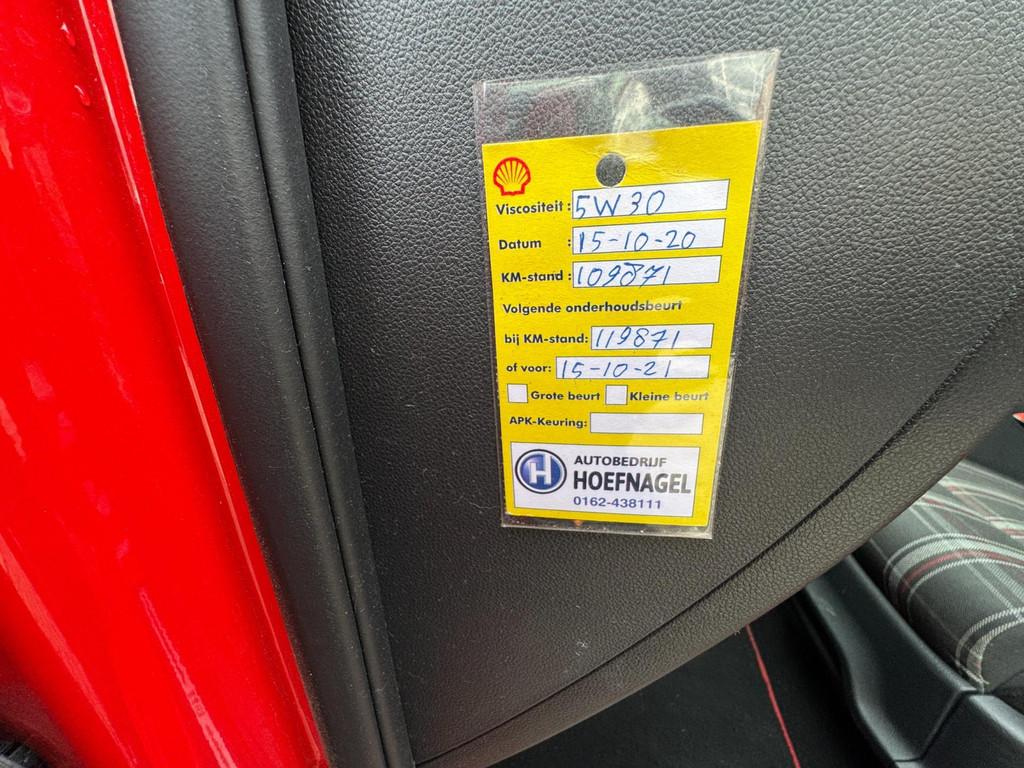 Viscositeit : 5W30
Datum : 15-10-20
KM-stand : 109871
Volgende onderhoudsbeurt
bij KM-stand: 119871
of voor: 15-10-21
Grote beurt Kleine beurt
APK-Keuring:
H AUTOBEDRIJF
HOEFNAGEL
0162-438111